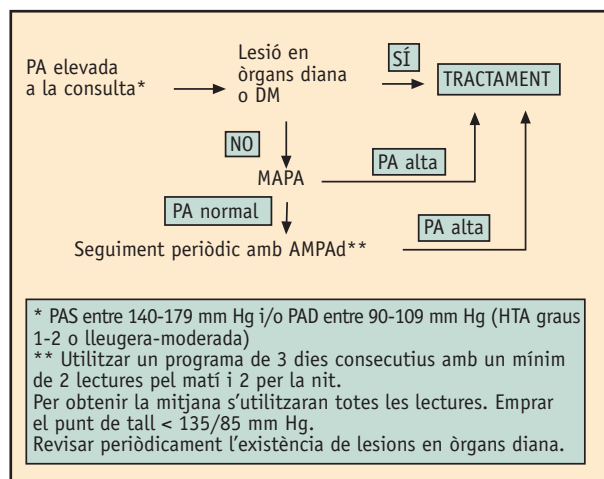 PA elevada
a la consulta*
Lesió en
òrgans diana
o DM
SÍ
TRACTAMENT
NO
MAPA
PA alta
PA normal
Seguiment periòdic amb AMPAd**
PA alta
* PAS entre 140-179 mm Hg i/o PAD entre 90-109 mm Hg (HTA graus
1-2 o lleugera-moderada)
** Utilitzar un programa de 3 dies consecutius amb un mínim
de 2 lectures pel matí i 2 per la nit.
Per obtenir la mitjana s'utilitzaran totes les lectures. Emprar
el punt de tall < 135/85 mm Hg.
Revisar periòdicament l'existència de lesions en òrgans diana.